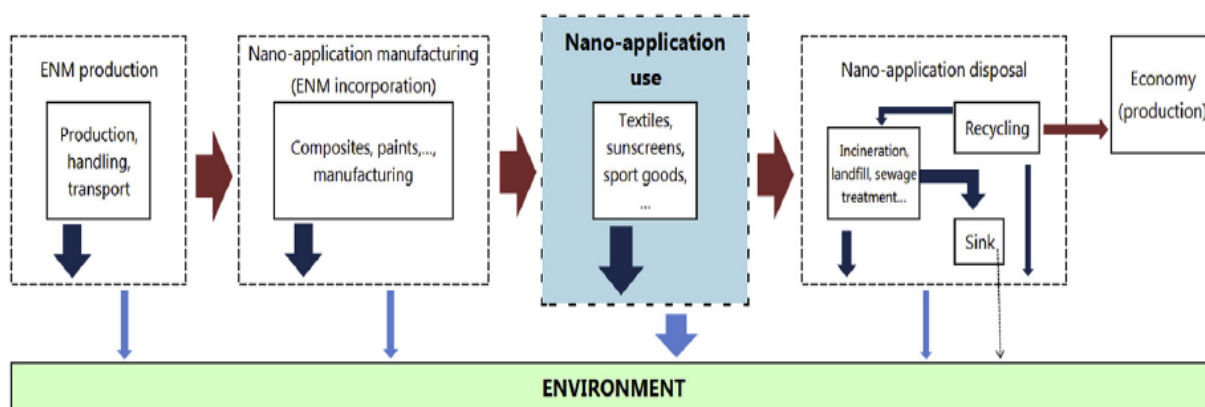 ENM production
Production,
handling,
transport
Nano-application manufacturing
(ENM incorporation)
Composites, paints,...,
manufacturing
Nano-application
use
Textiles,
sunscreens,
sport goods,
...
Nano-application disposal
Recycling
Incineration,
landfill, sewage
treatment...
Sink
Economy
(production)
ENVIRONMENT